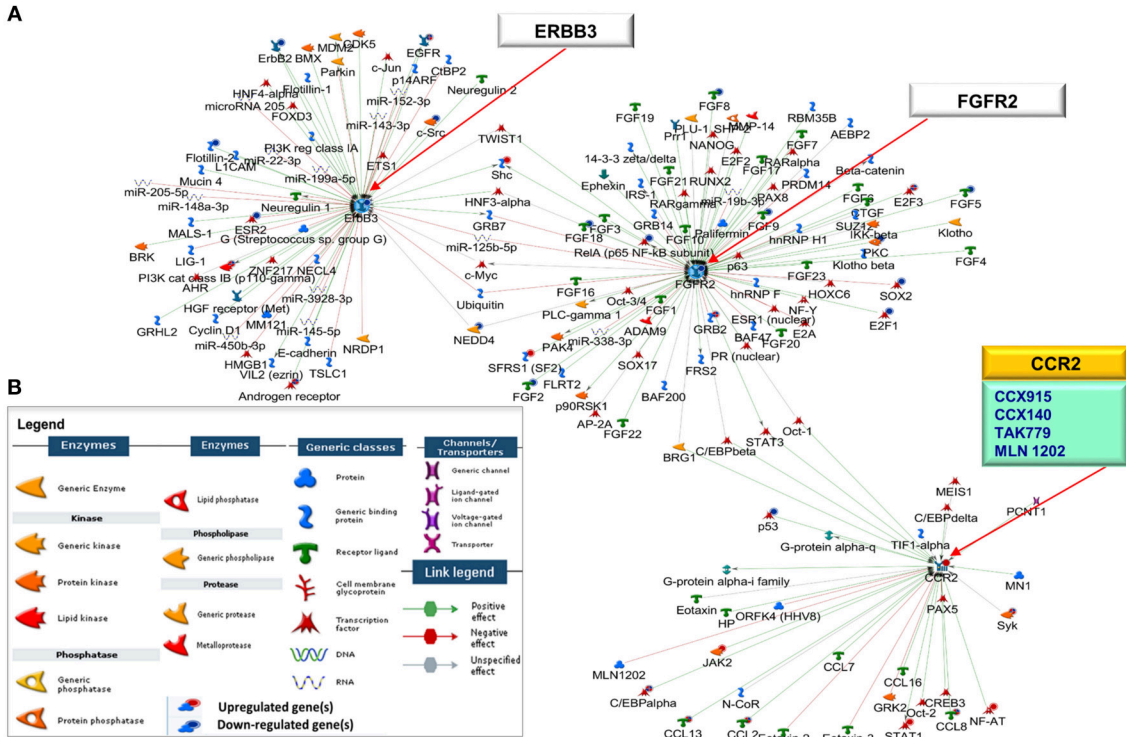 A
ERBB3
FGFR2
CCR2
CCX915
CCX140
TAK779
MLN 1202
ErbB2
BMX
MDM2
CDK5
Parkin
EGFR
c-Jun
CtBP2
p14ARF
Neuregulin 2
HNF4-alpha
Flotillin-1
microRNA 205
FOXD3
miR-152-3p
miR-143-3p
c-Src
TWIST1
PI3K reg class IA
ETS1
Flotillin-2
L1CAM
miR-22-3p
Shc
Mucin 4
miR-199a-5p
miR-205-5p
miR-148a-3p
Neuregulin 1
ErbB3
HNF3-alpha
MALS-1
ESR2
G (Streptococcus sp. group G)
GRB7
BRK
LIG-1
miR-125b-5p
PI3K cat class IB (p110-gamma)
ZNF217
NECL4
AHR
c-Myc
HGF receptor (Met)
miR-3928-3p
Ubiquitin
GRHL2
Cyclin D1
MM121
miR-145-5p
miR-450b-3p
E-cadherin
NRDP1
NEDD4
HMGB1
VIL2 (ezrin)
TSLC1
Androgen receptor
FGF19
FGF8
PLU-1
SHP-2
MMP-14
RBM35B
Prr1
NANOG
AEBP2
14-3-3 zeta/delta
E2F2
FGF7
RARalpha
Ephexin
FGF17
Beta-catenin
FGF21
RUNX2
IRS-1
miR-19b-3p
PRDM14
RARgamma
PAX8
FGF6
E2F3
FGF5
FGF3
GRB14
Palifermin
FGF9
CTGF
SUZ12
FGF18
FGF10
hnRNP H1
IKK-beta
Klotho
RelA (p65 NF-kB subunit)
PKC
p63
Klotho beta
FGF4
FGFR2
FGF23
FGF16
hnRNP F
HOXC6
SOX2
Oct-3/4
FGF1
PLC-gamma 1
ESR1 (nuclear)
NF-Y
E2F1
ADAM9
GRB2
BAF47
E2A
PAK4
miR-338-3p
FGF20
SOX17
PR (nuclear)
SFRS1 (SF2)
FRS2
FLRT2
FGF2
p90RSK1
BAF200
AP-2A
FGF22
STAT3
Oct-1
BRG1
C/EBPbeta
MEIS1
C/EBPdelta
PCNT1
p53
TIF1-alpha
G-protein alpha-q
CCR2
G-protein alpha-i family
MN1
Eotaxin
ORFK4 (HHV8)
PAX5
HP
Syk
JAK2
CCL7
MLN1202
CCL16
C/EBPalpha
N-CoR
GRK2
CREB3
Oct-2
NF-AT
CCL13
CCL2
STAT1
CCL8
B
Legend
Enzymes
Generic Enzyme
Kinase
Generic kinase
Protein kinase
Lipid kinase
Phosphatase
Generic phosphatase
Protein phosphatase
Enzymes
Lipid phosphatase
Phospholipase
Generic phospholipase
Protease
Generic protease
Metalloprotease
Upregulated gene(s)
Down-regulated gene(s)
Generic classes
Protein
Generic binding protein
Receptor ligand
Cell membrane glycoprotein
Transcription factor
DNA
RNA
Channels/
Transporters
Generic channel
Ligand-gated
ion channel
Voltage-gated
ion channel
Transporter
Link legend
Positive
effect
Negative
effect
Unspecified
effect